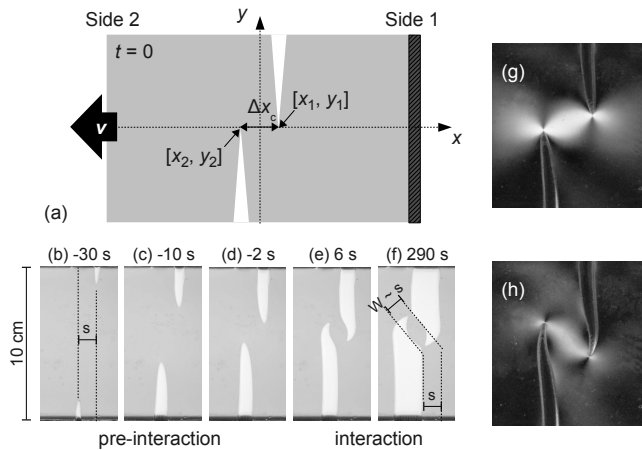 Side 2
y
Side 1
t = 0
Δx_c
[x₁, y₁]
v
x
[x₂, y₂]
(a)
(b) -30 s
(c) -10 s
(d) -2 s
(e) 6 s
(f) 290 s
10 cm
s
W ~ s
s
pre-interaction
interaction
(g)
(h)